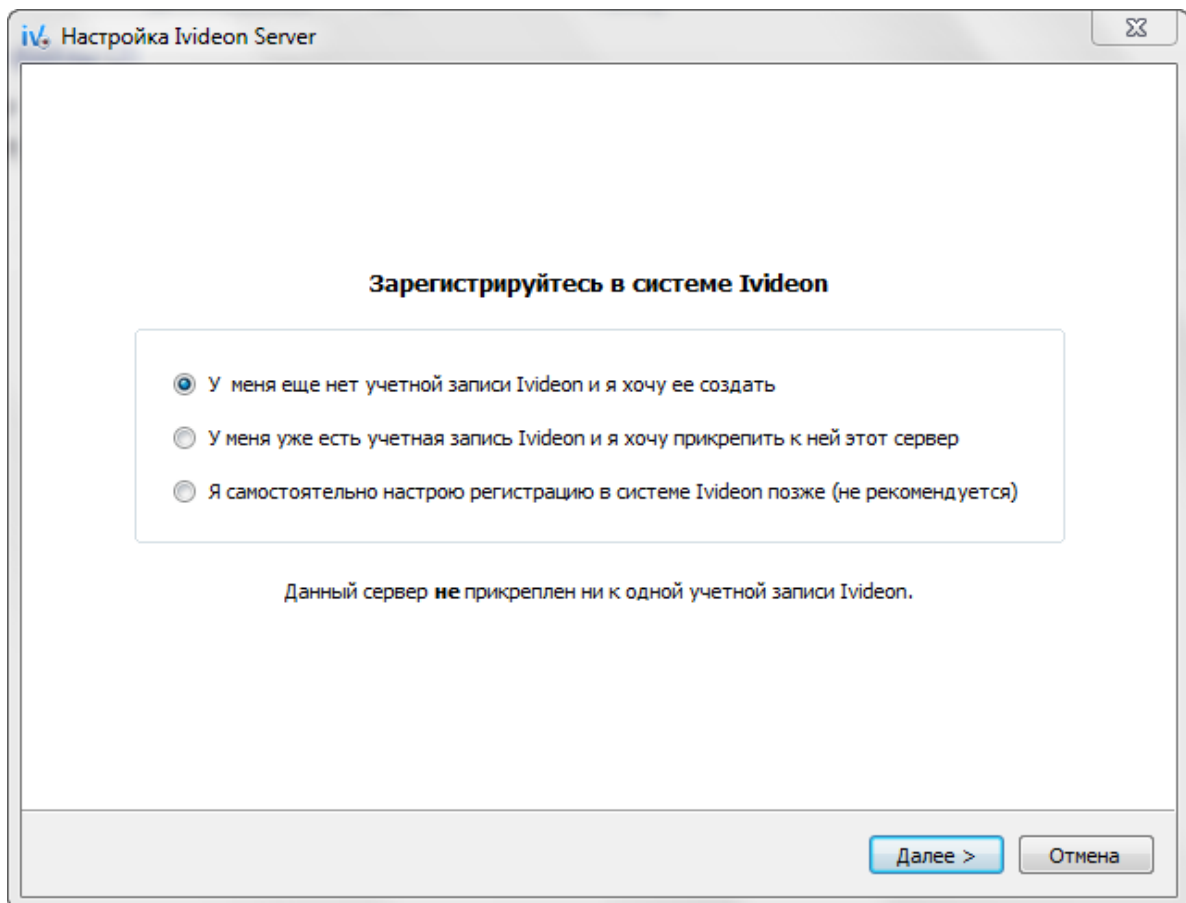 iv Настройка Ivideon Server
Зарегистрируйтесь в системе Ivideon
У меня еще нет учетной записи Ivideon и я хочу ее создать
У меня уже есть учетная запись Ivideon и я хочу прикрепить к ней этот сервер
Я самостоятельно настрою регистрацию в системе Ivideon позже (не рекомендуется)
Данный сервер не прикреплен ни к одной учетной записи Ivideon.
Далее > Отмена